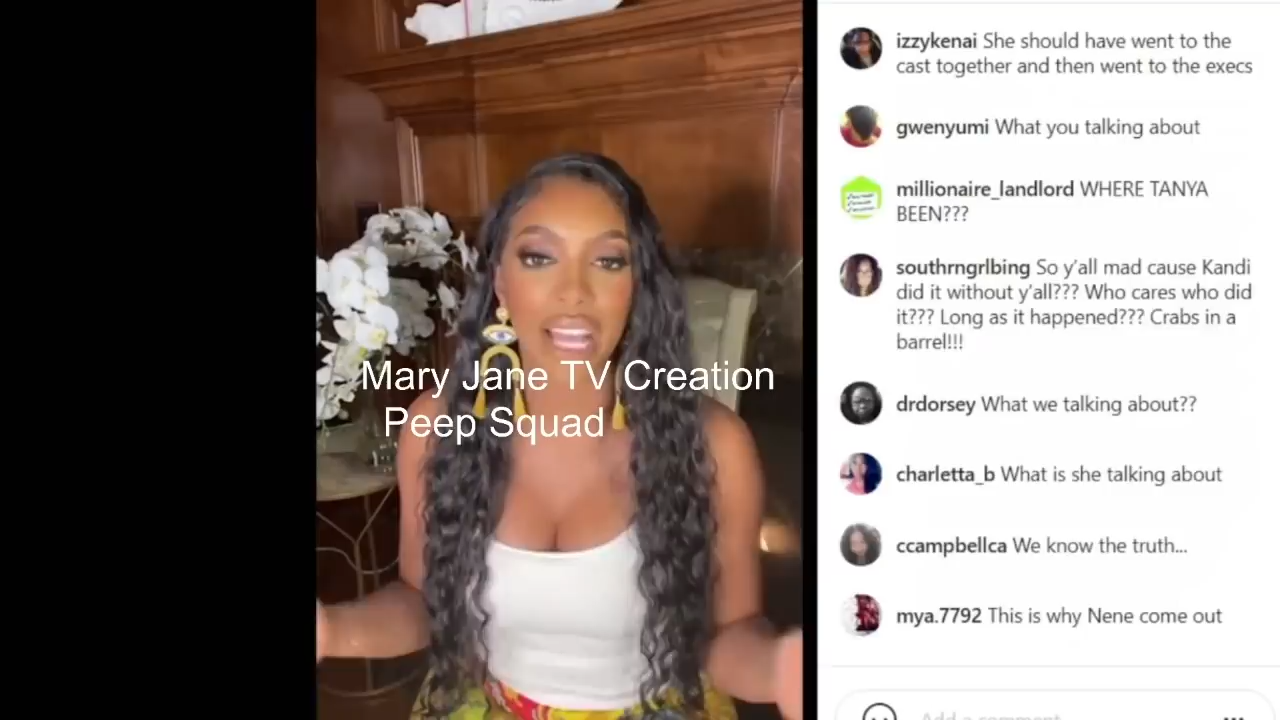 Mary Jane TV Creation
Peep Squad
izzykenai She should have went to the
cast together and then went to the execs
gwenyumi What you talking about
millionaire_landlord WHERE TANYA
BEEN???
southrngrlbing So y'all mad cause Kandi
did it without y'all??? Who cares who did
it??? Long as it happened??? Crabs in a
barrel!!!
drdorsey What we talking about??
charletta_b What is she talking about
ccampbellca We know the truth...
mya.7792 This is why Nene come out
Add a comment